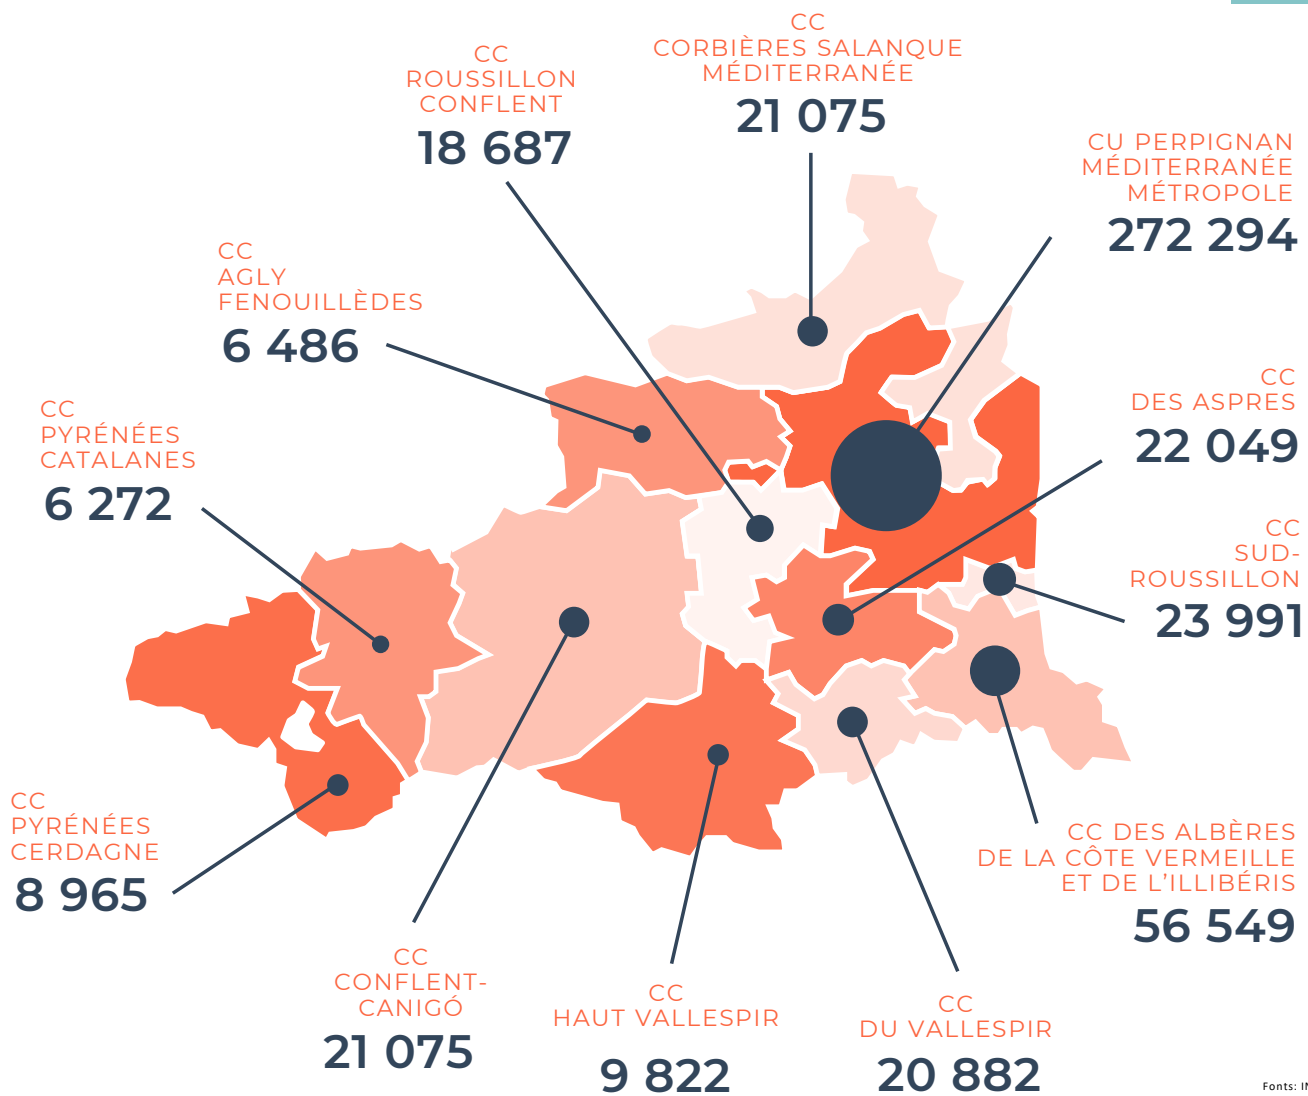 CC
CORBIÈRES SALANQUE
MÉDITERRANÉE
21 075
CC
ROUSSILLON
CONFLENT
18 687
CU PERPIGNAN
MÉDITERRANÉE
MÉTROPOLE
272 294
CC
AGLY
FENOUILLÈDES
6 486
CC
DES ASPRES
22 049
CC
PYRÉNÉES
CATALANES
6 272
CC
SUD-
ROUSSILLON
23 991
CC
PYRÉNÉES
CERDAGNE
8 965
CC DES ALBÈRES
DE LA CÔTE VERMEILLE
ET DE L'ILLIBÉRIS
56 549
CC
CONFLENT-
CANIGÓ
21 075
CC
HAUT VALLESPIR
9 822
CC
DU VALLESPIR
20 882
Fonts: